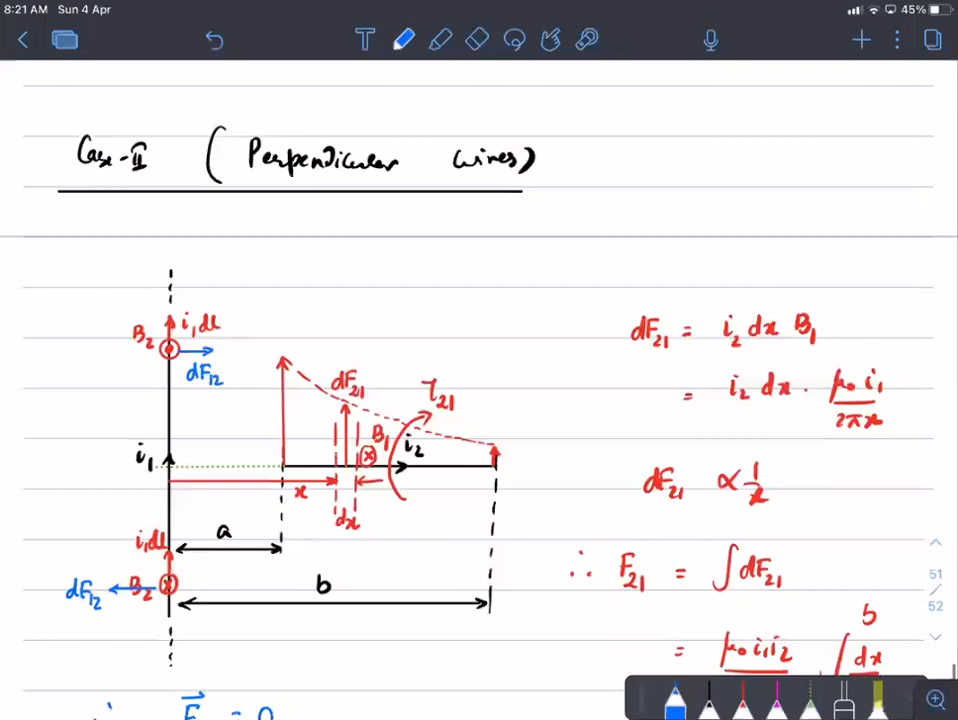 8:21 AM Sun 4 Apr
45%
T
Case-II (Perpendicular wires)
B₂ i₁dl
dF₁₂
dF₂₁
τ₂₁
B₁
i₂
i₁
x
dx
a
i₁dl
dF₁₂ B₂
b
dF₂₁ = i₂ dx B₁
= i₂ dx · μ₀ i₁ / 2πx
dF₂₁ ∝ 1/x
∴ F₂₁ = ∫ dF₂₁
b
= μ₀ i₁ i₂ ∫ dx
51
52
∴ F = 0